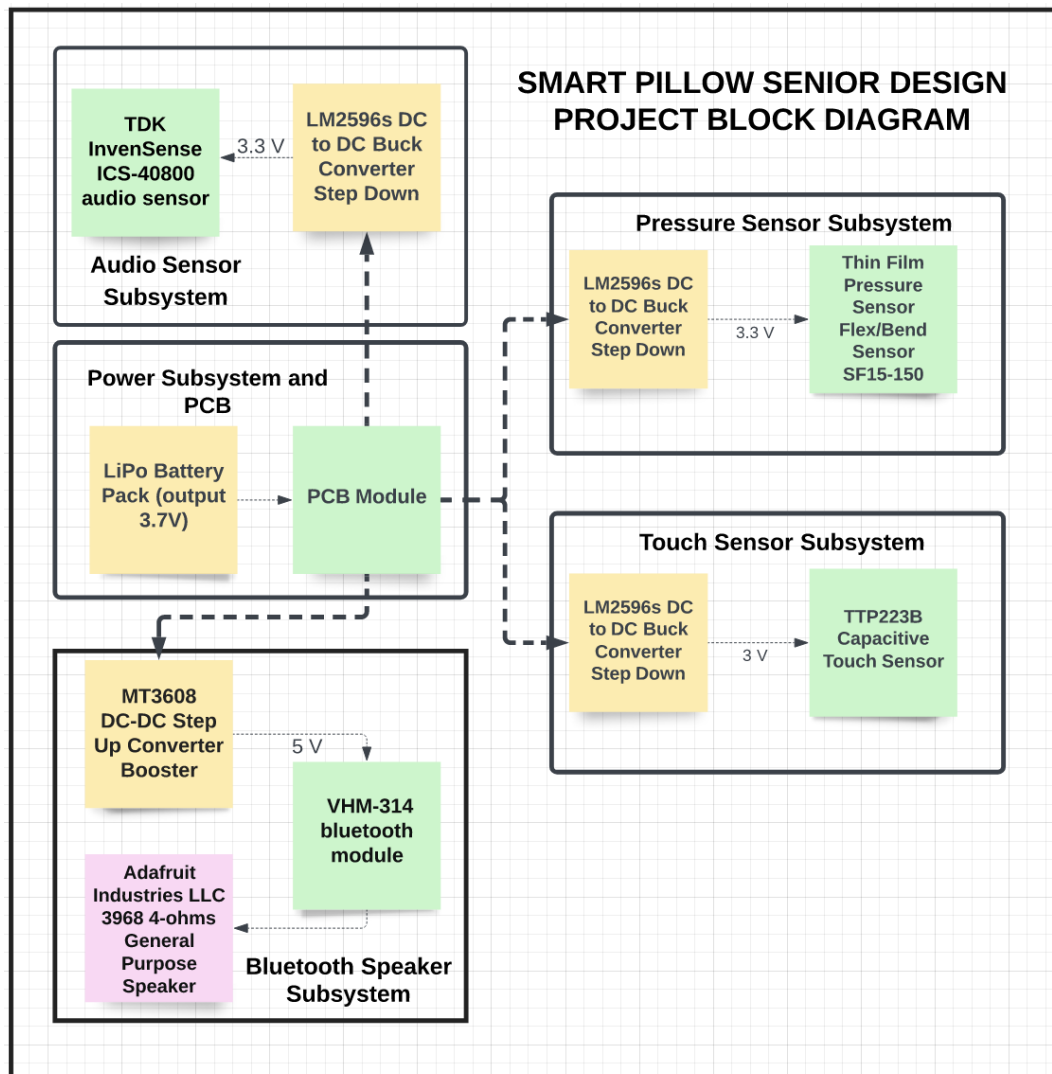 SMART PILLOW SENIOR DESIGN
PROJECT BLOCK DIAGRAM
TDK
InvenSense
ICS-40800
audio sensor
3.3 V
LM2596s DC
to DC Buck
Converter
Step Down
Audio Sensor
Subsystem
Pressure Sensor Subsystem
LM2596s DC
to DC Buck
Converter
Step Down
3.3 V
Thin Film
Pressure
Sensor
Flex/Bend
Sensor
SF15-150
Power Subsystem and
PCB
LiPo Battery
Pack (output
3.7V)
PCB Module
Touch Sensor Subsystem
LM2596s DC
to DC Buck
Converter
Step Down
3 V
TTP223B
Capacitive
Touch Sensor
MT3608
DC-DC Step
Up Converter
Booster
5 V
VHM-314
bluetooth
module
Adafruit
Industries LLC
3968 4-ohms
General
Purpose
Speaker
Bluetooth Speaker
Subsystem